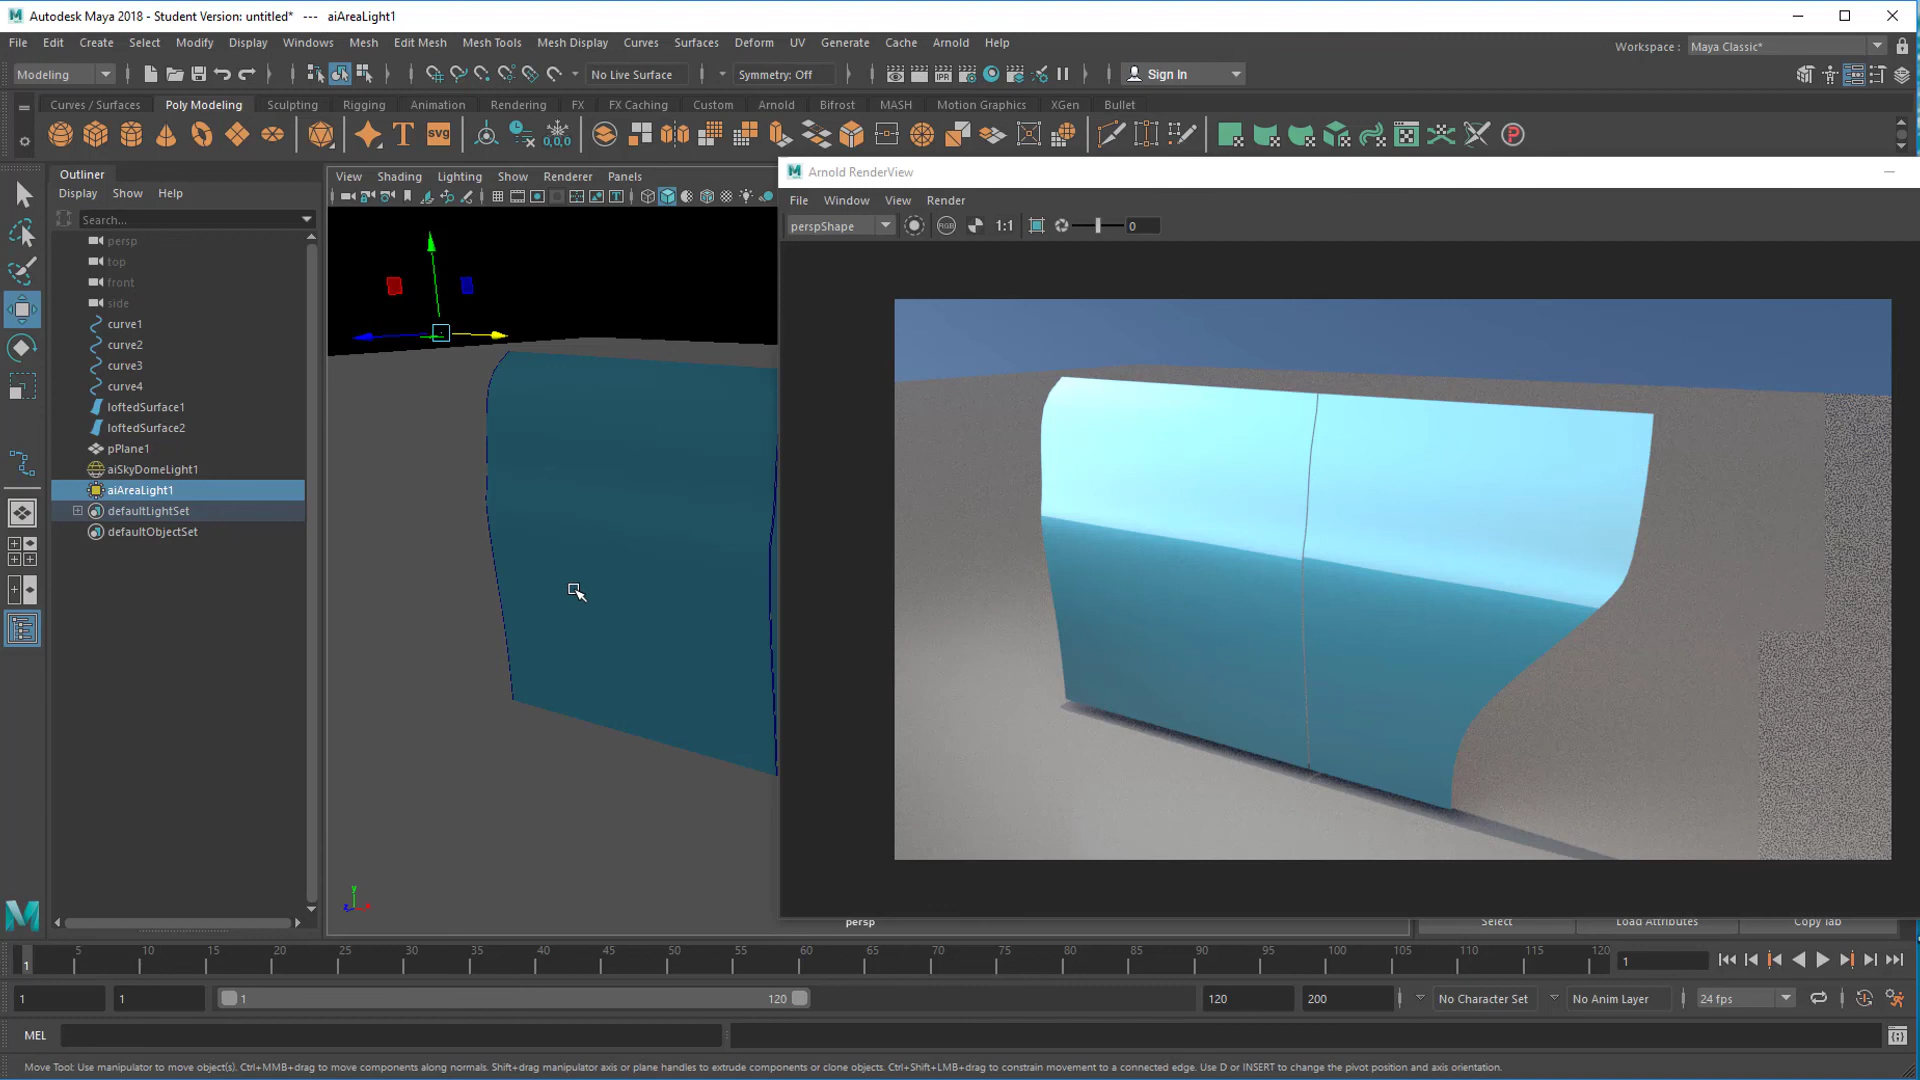 Autodesk Maya 2018 - Student Version: untitled* --- aiAreaLight1
File Edit Create Select Modify Display Windows Mesh Edit Mesh Mesh Tools Mesh Display Curves Surfaces Deform UV Generate Cache Arnold Help
Workspace : Maya Classic*
Modeling No Live Surface Symmetry: Off Sign In
Curves / Surfaces Poly Modeling Sculpting Rigging Animation Rendering FX FX Caching Custom Arnold Bifrost MASH Motion Graphics XGen Bullet
Outliner
Display Show Help
Search...
persp
top
front
side
curve1
curve2
curve3
curve4
loftedSurface1
loftedSurface2
pPlane1
aiSkyDomeLight1
aiAreaLight1
defaultLightSet
defaultObjectSet
View Shading Lighting Show Renderer Panels
Arnold RenderView
File Window View Render
perspShape 1:1 0
persp
Select Load Attributes Copy Tab
5 10 15 20 25 30 35 40 45 50 55 60 65 70 75 80 85 90 95 100 105 110 115 120
1 1
1 1 1 120 120 200 No Character Set No Anim Layer 24 fps
MEL
Move Tool: Use manipulator to move object(s). Ctrl+MMB+drag to move components along normals. Shift+drag manipulator axis or plane handles to extrude components or clone objects. Ctrl+Shift+LMB+drag to constrain movement to a connected edge. Use D or INSERT to change the pivot position and axis orientation.